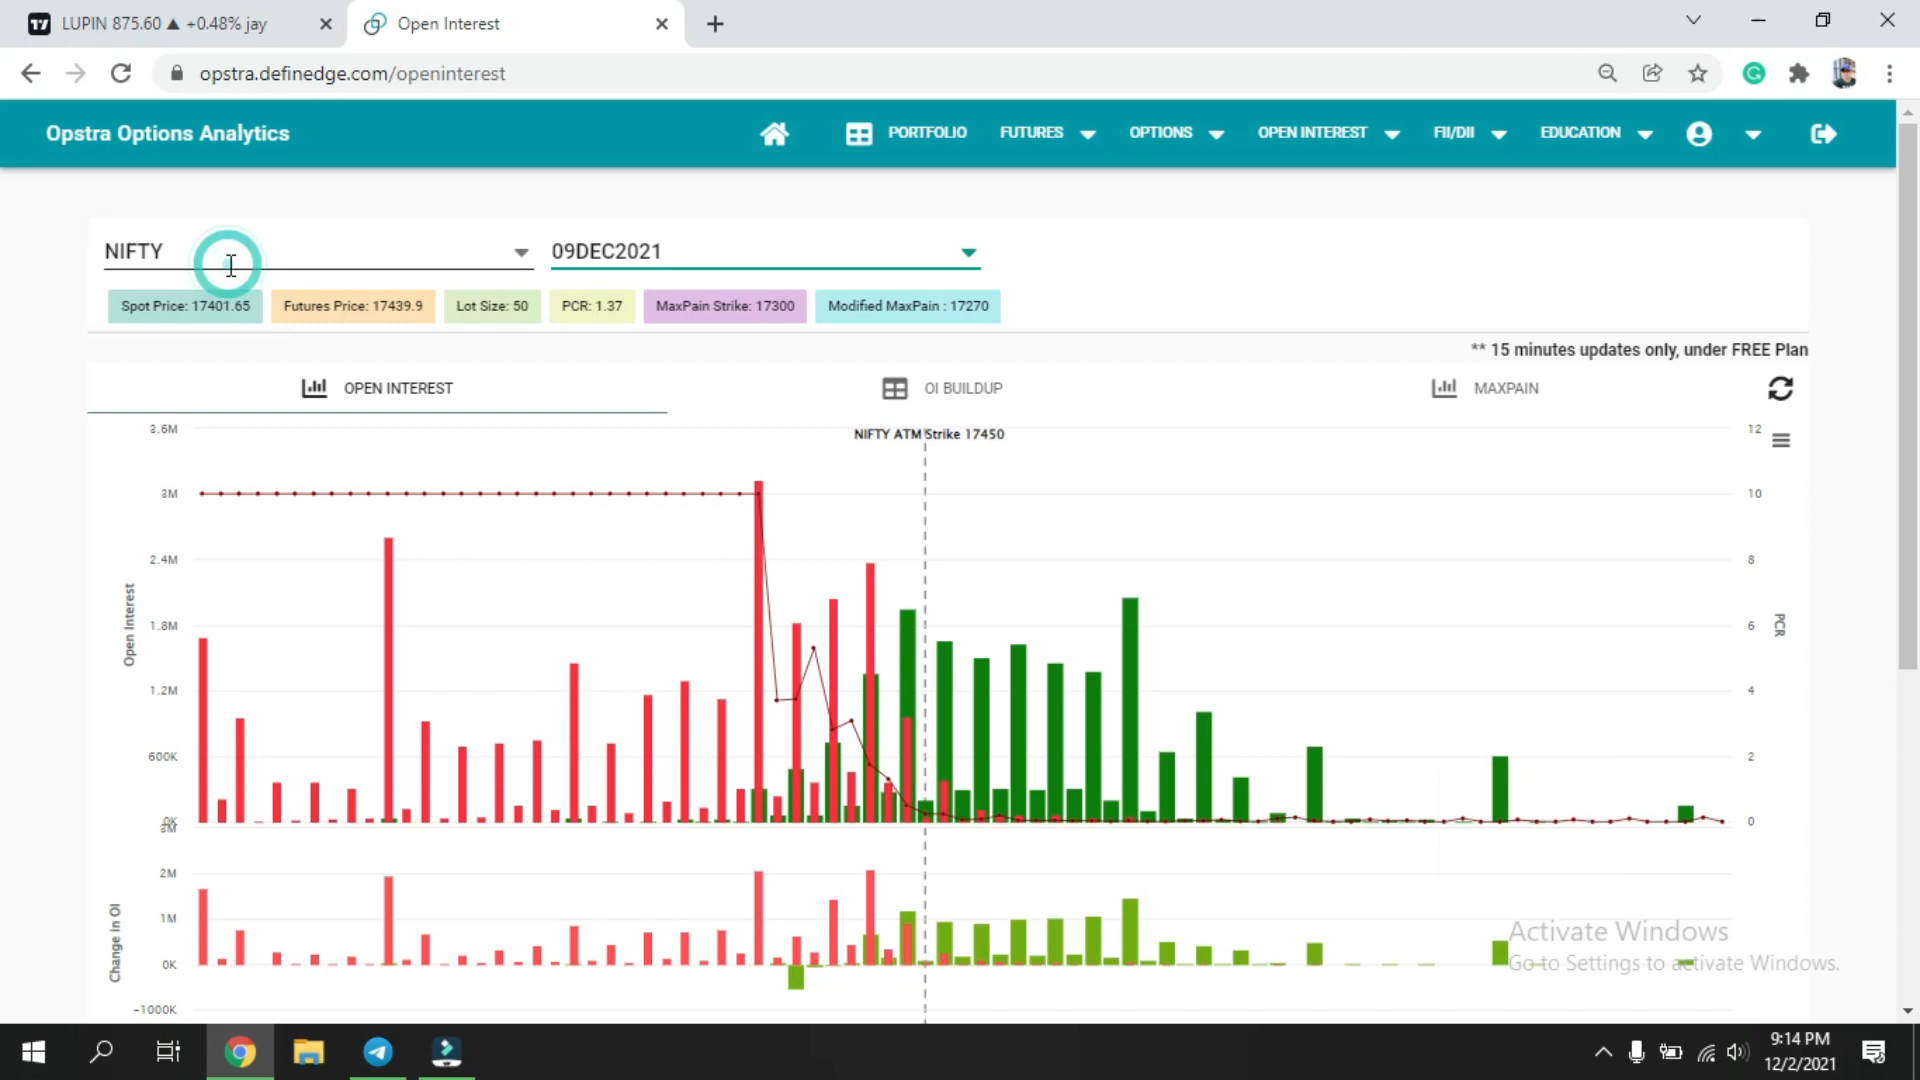 LUPIN 875.60 ▲ +0.48% jay
Open Interest
opstra.definedge.com/openinterest
Opstra Options Analytics
PORTFOLIO
FUTURES
OPTIONS
OPEN INTEREST
FII/DII
EDUCATION
NIFTY
09DEC2021
Spot Price: 17401.65
Futures Price: 17439.9
Lot Size: 50
PCR: 1.37
MaxPain Strike: 17300
Modified MaxPain : 17270
** 15 minutes updates only, under FREE Plan
OPEN INTEREST
OI BUILDUP
MAXPAIN
NIFTY ATM Strike 17450
3.6M
3M
2.4M
1.8M
1.2M
600K
0K
Open Interest
12
10
8
6
4
2
0
PCR
3M
2M
1M
0K
-1000K
Change in OI
Activate Windows
Go to Settings to activate Windows.
9:14 PM
12/2/2021